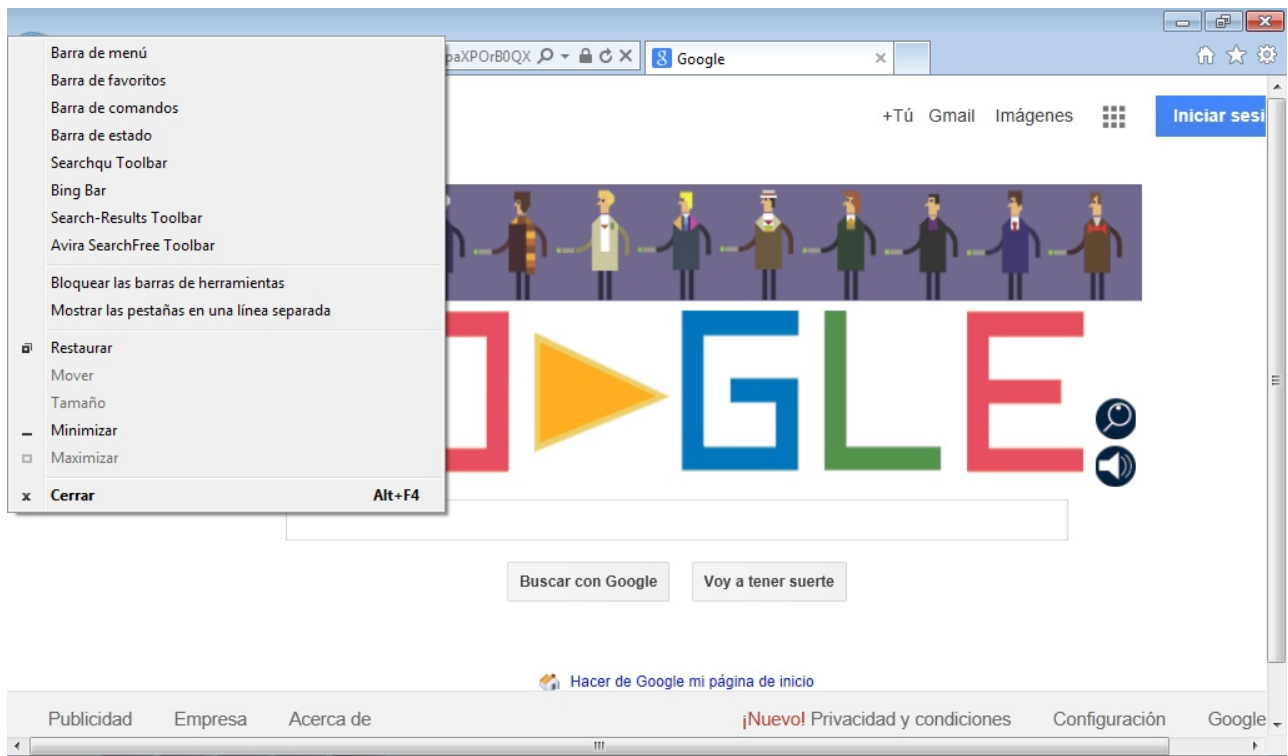 Barra de menú
Barra de favoritos
Barra de comandos
Barra de estado
Searchqu Toolbar
Bing Bar
Search-Results Toolbar
Avira SearchFree Toolbar
Bloquear las barras de herramientas
Mostrar las pestañas en una línea separada
Restaurar
Mover
Tamaño
Minimizar
Maximizar
Cerrar Alt+F4
paXPOrB0QX
Google
+Tú Gmail Imágenes Iniciar sesi
GLE
Buscar con Google Voy a tener suerte
Hacer de Google mi página de inicio
Publicidad Empresa Acerca de ¡Nuevo! Privacidad y condiciones Configuración Google